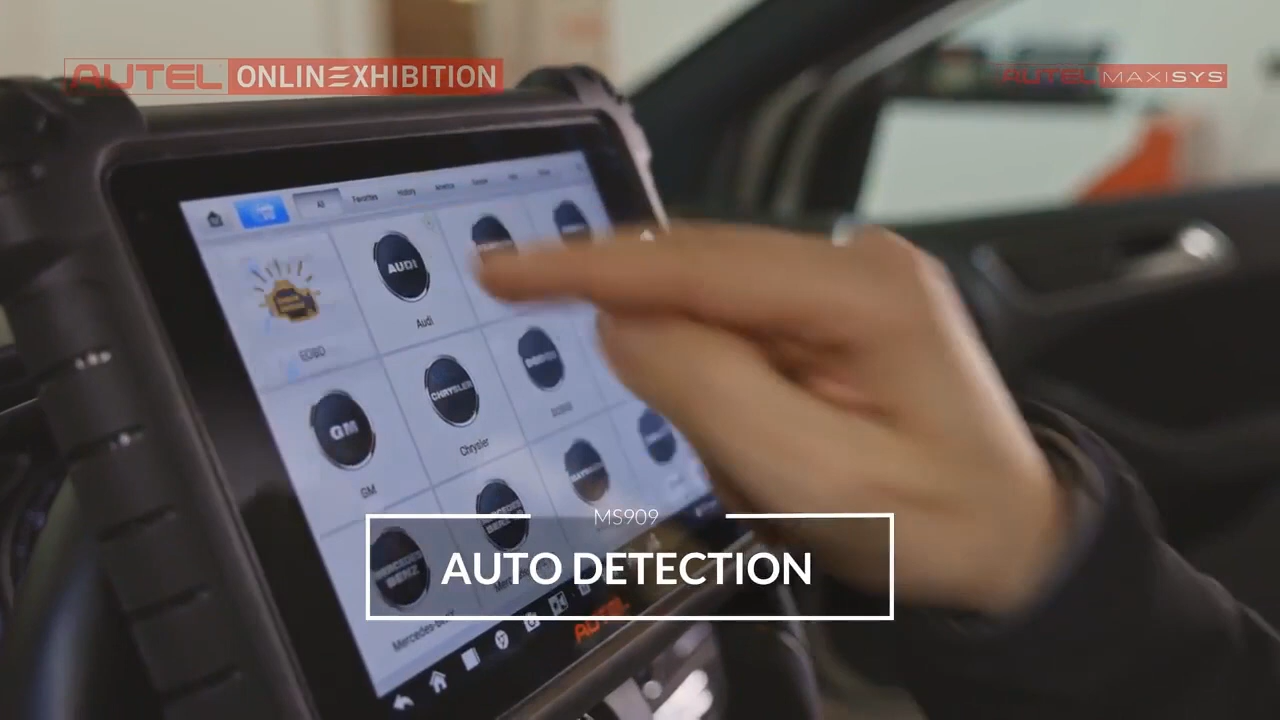 AUTEL ONLINEXHIBITION
AUTEL MAXISYS
All Favorites History
EOBD
AUDI
Audi
GM
GM
CHRYSLER
Chrysler
MERCEDES BENZ
MS909
AUTO DETECTION
AUTEL